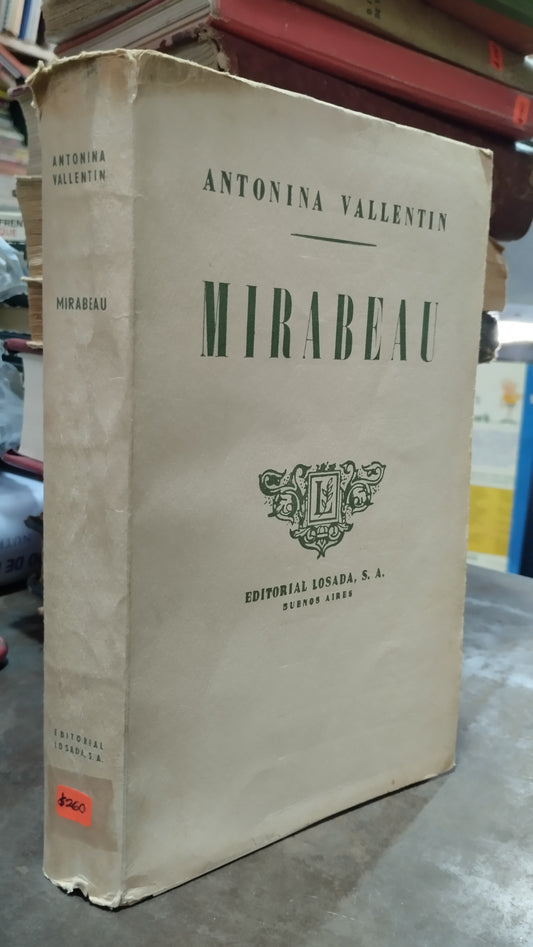 ANTONINA
VALLENTIN
MIRABEAU
EDITORIAL
LOSADA, S. A.
$260
ANTONINA VALLENTIN
MIRABEAU
L
EDITORIAL LOSADA, S. A.
BUENOS AIRES